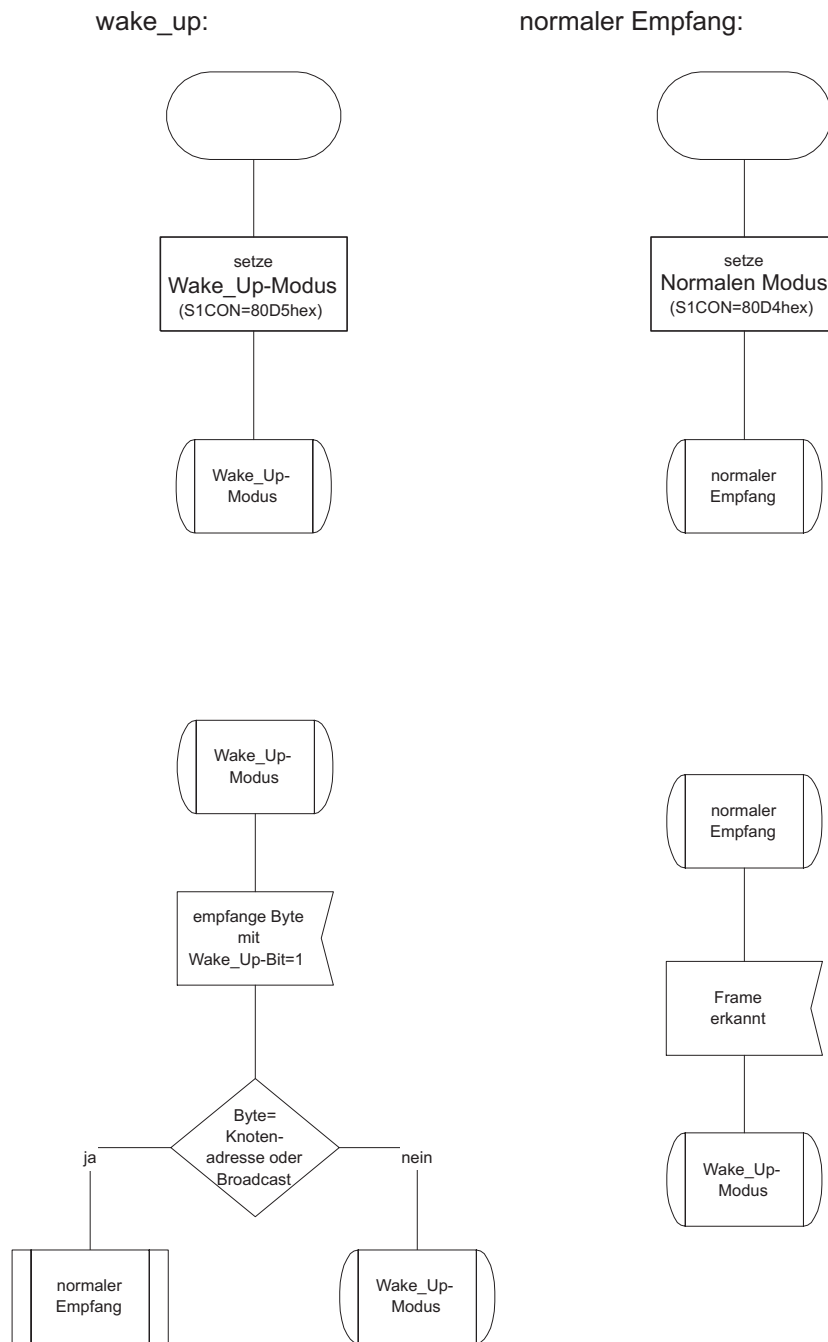 wake_up:
normaler Empfang:
setze
Wake_Up-Modus
(S1CON=80D5hex)
setze
Normalen Modus
(S1CON=80D4hex)
Wake_Up-
Modus
normaler
Empfang
Wake_Up-
Modus
empfange Byte
mit
Wake_Up-Bit=1
Byte=
Knoten-
adresse oder
Broadcast
ja
nein
normaler
Empfang
Wake_Up-
Modus
normaler
Empfang
Frame
erkannt
Wake_Up-
Modus